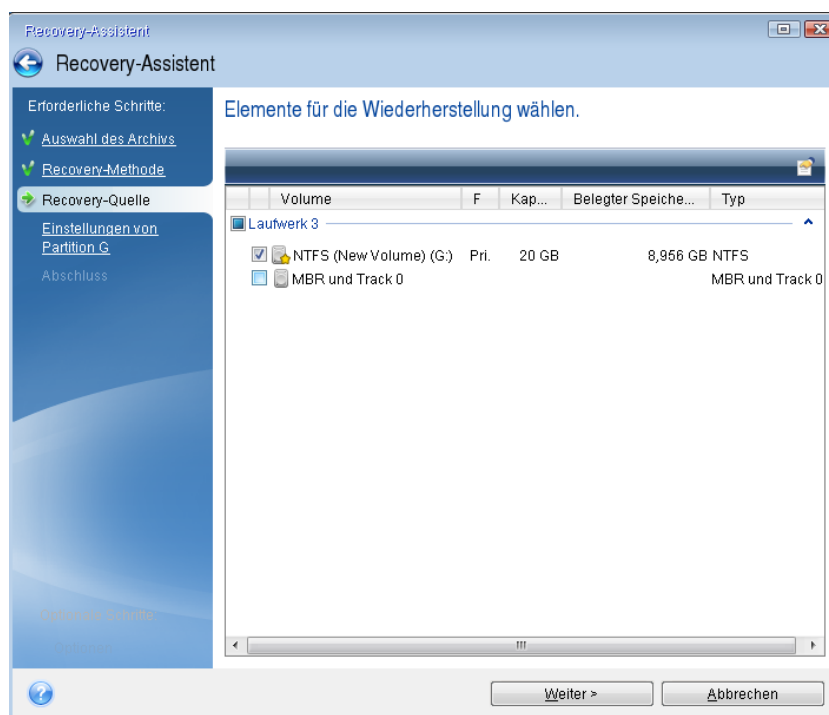 Recovery-Assistent
Recovery-Assistent
Erforderliche Schritte:
Auswahl des Archivs
Recovery-Methode
Recovery-Quelle
Einstellungen von
Partition G
Abschluss
Elemente für die Wiederherstellung wählen.
Volume F Kap... Belegter Speiche... Typ
Laufwerk 3
NTFS (New Volume) (G:) Pri. 20 GB 8,956 GB NTFS
MBR und Track 0 MBR und Track 0
Weiter >
Abbrechen